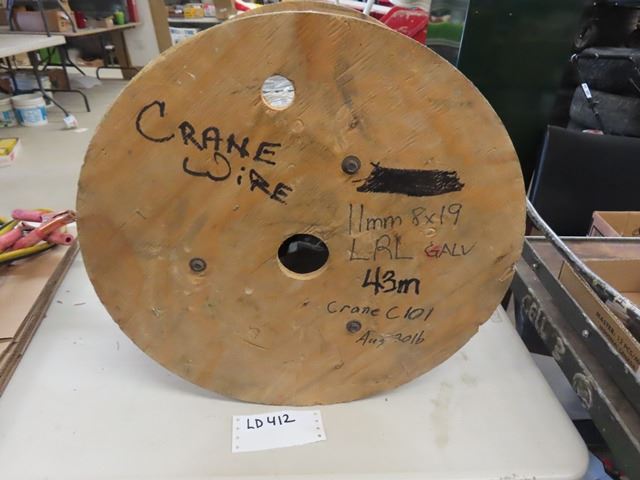 CRANE
WIRE
11mm 8x19
LRL GALV
43m
Crane C101
Aug 2016
LD412